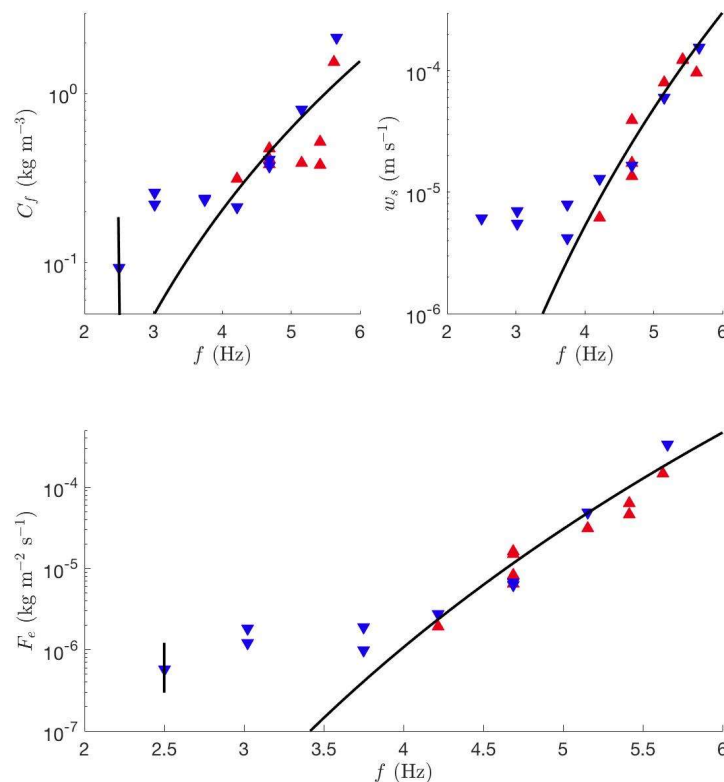 10⁰
10⁻¹
C_f (kg m⁻³)
2 3 4 5 6
f (Hz)
10⁻⁴
10⁻⁵
10⁻⁶
w_s (m s⁻¹)
2 3 4 5 6
f (Hz)
10⁻⁴
10⁻⁵
10⁻⁶
10⁻⁷
F_e (kg m⁻² s⁻¹)
2 2.5 3 3.5 4 4.5 5 5.5 6
f (Hz)